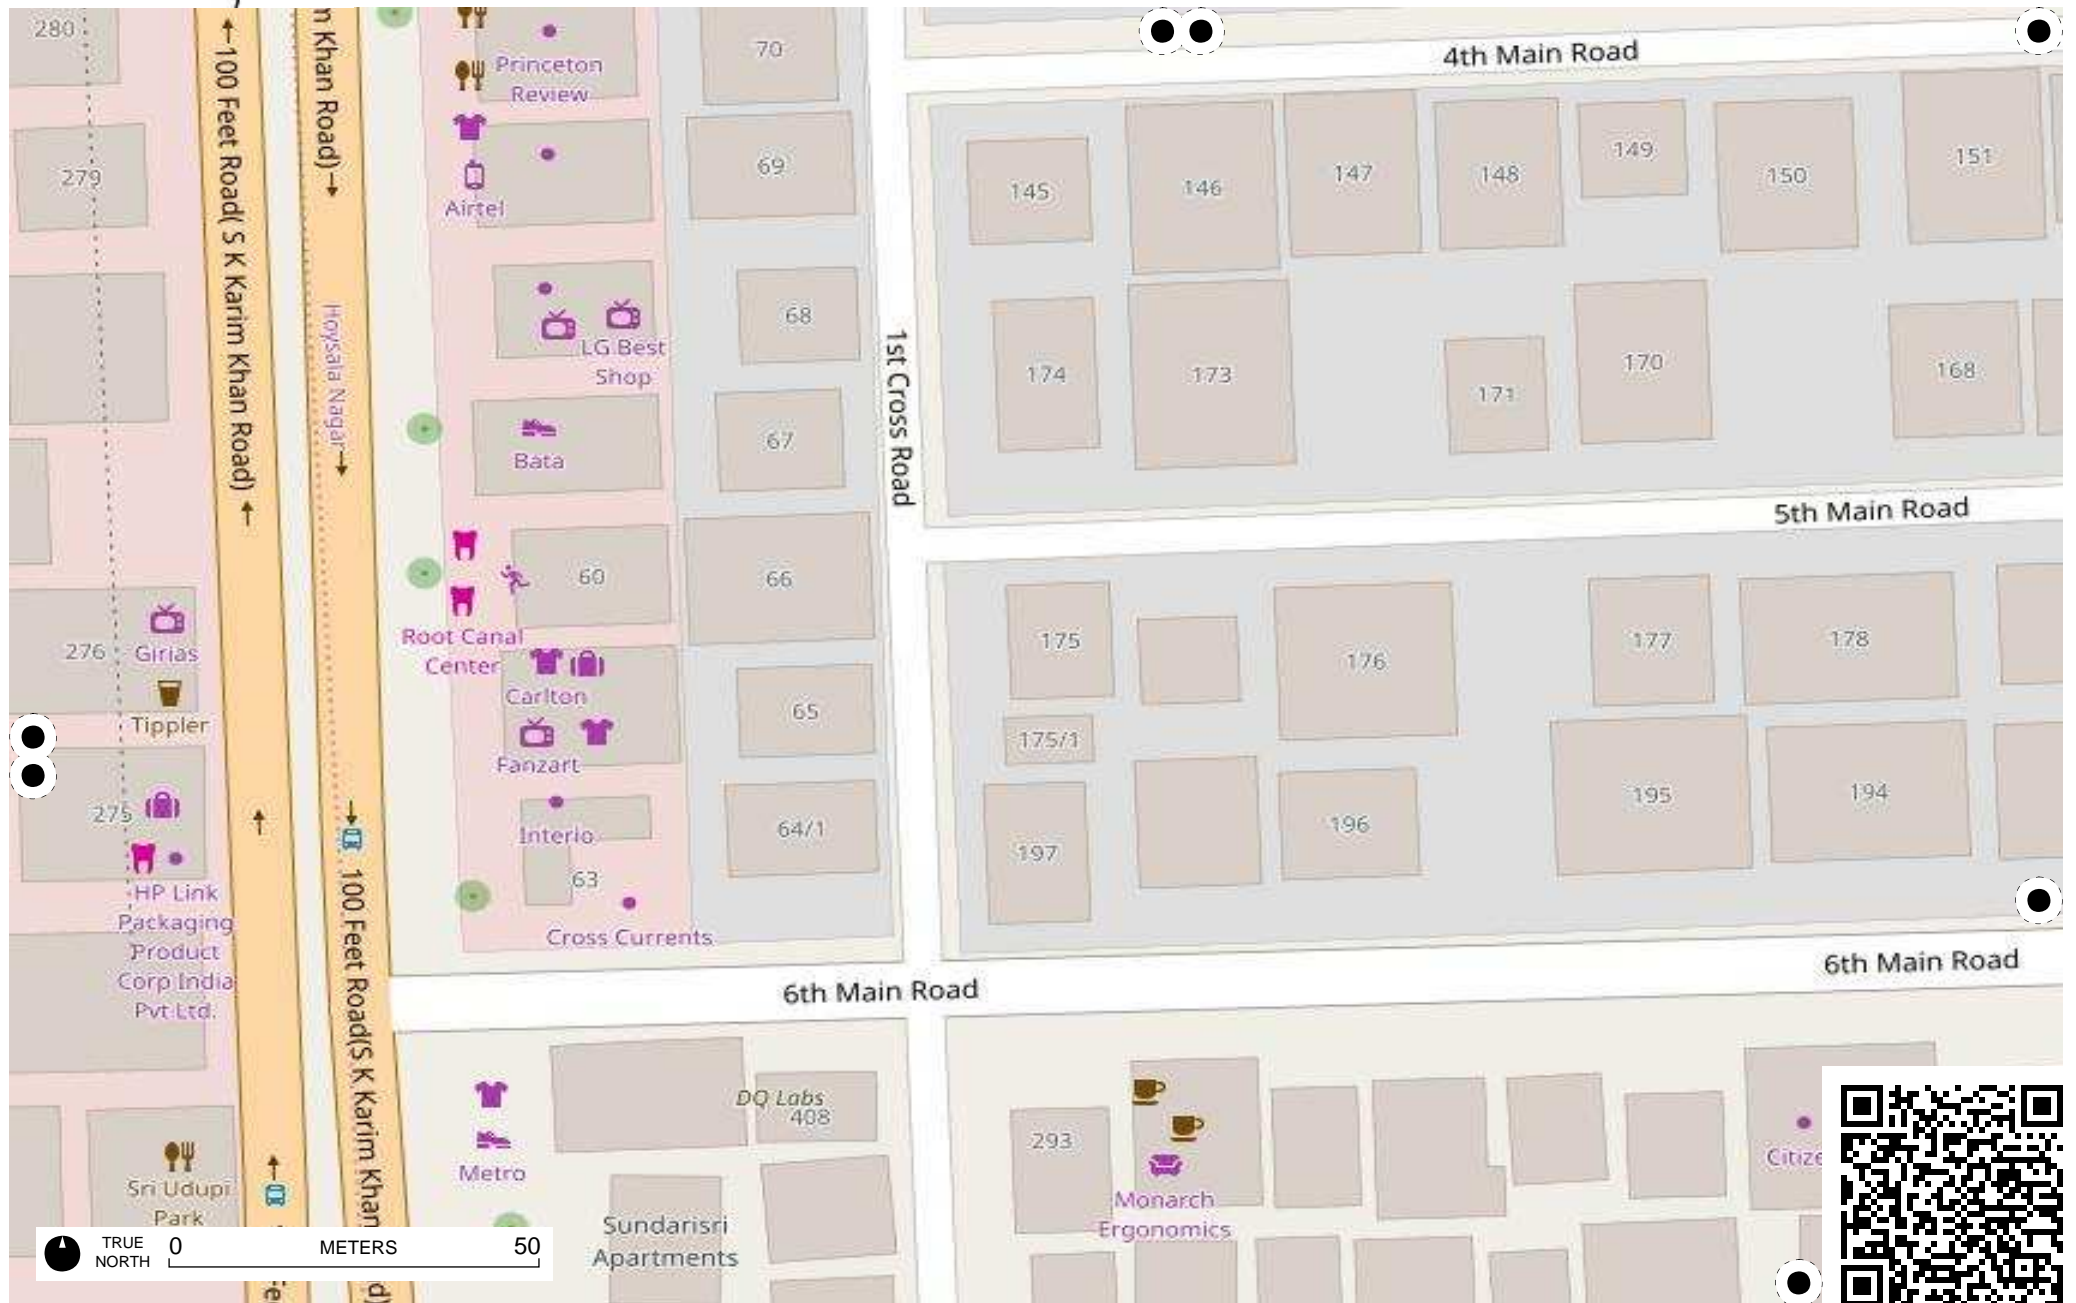 280
←100 Feet Road( S K Karim Khan Road)←
m Khan Road)→
Princeton
Review
70
4th Main Road
279
Airtel
69
145
146
147
148
149
150
151
Hoysala Nagar→
LG Best
Shop
68
1st Cross Road
174
173
171
170
168
Bata
67
5th Main Road
60
66
Root Canal
Center
276
Girias
Tippler
Carlton
Fanzart
65
175
176
177
178
175/1
275
Interio
64/1
63
197
196
195
194
HP Link
Packaging
Product
Corp India
Pvt Ltd.
Cross Currents
100 Feet Road(S K Karim Khan
6th Main Road
6th Main Road
DQ Labs
408
Metro
293
Monarch
Ergonomics
Citize
Sri Udupi
Park
Sundarisri
Apartments
TRUE
NORTH
0 METERS 50